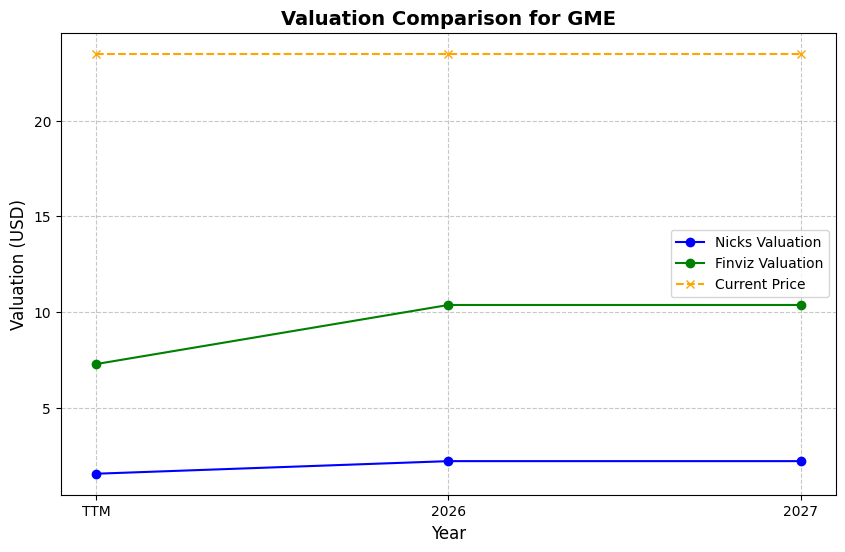 Valuation Comparison for GME
Valuation (USD)
20
15
10
5
Nicks Valuation
Finviz Valuation
Current Price
TTM
2026
2027
Year